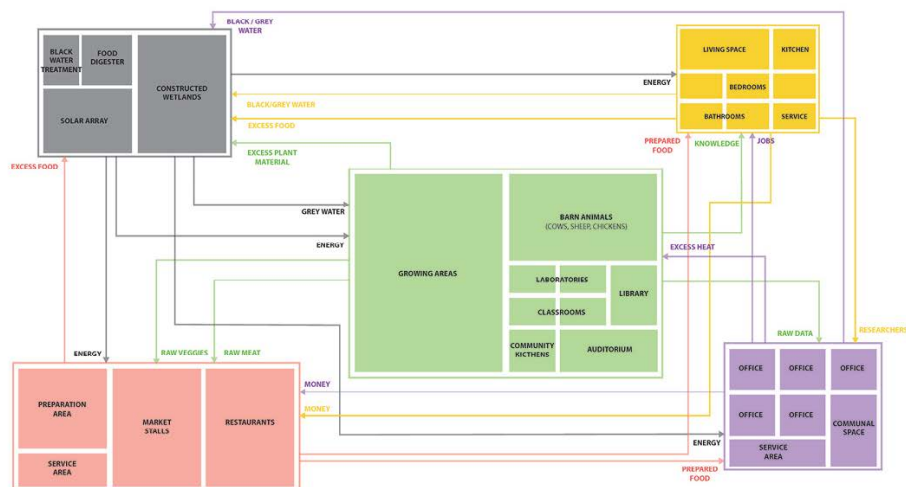 BLACK / GREY
WATER
BLACK
WATER
TREATMENT
FOOD
DIGESTER
CONSTRUCTED
WETLANDS
SOLAR ARRAY
LIVING SPACE
KITCHEN
BEDROOMS
BATHROOMS
SERVICE
ENERGY
BLACK/GREY WATER
EXCESS FOOD
PREPARED
FOOD
KNOWLEDGE
JOBS
EXCESS FOOD
EXCESS PLANT
MATERIAL
GREY WATER
ENERGY
GROWING AREAS
BARN ANIMALS
(COWS, SHEEP, CHICKENS)
LABORATORIES
LIBRARY
CLASSROOMS
COMMUNITY
KICTHENS
AUDITORIUM
EXCESS HEAT
RAW DATA
RESEARCHERS
ENERGY
RAW VEGGIES
RAW MEAT
PREPARATION
AREA
MARKET
STALLS
RESTAURANTS
SERVICE
AREA
MONEY
MONEY
OFFICE
OFFICE
OFFICE
OFFICE
OFFICE
COMMUNAL
SPACE
SERVICE
AREA
ENERGY
PREPARED
FOOD